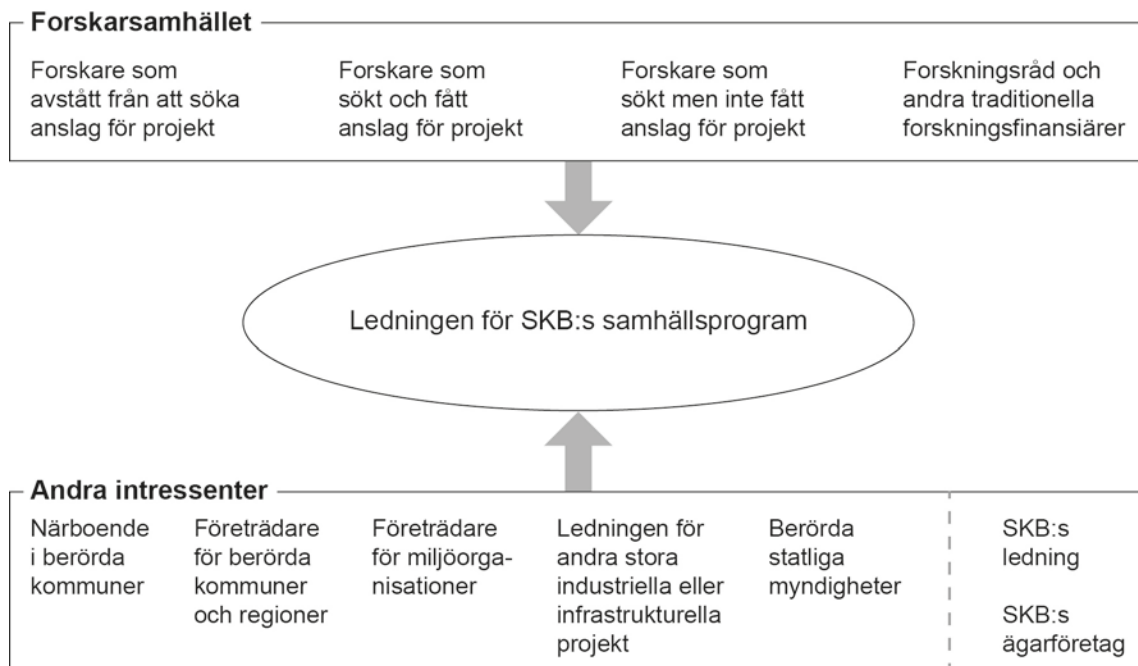 Forskarsamhället
Forskare som
avstått från att söka
anslag för projekt
Forskare som
sökt och fått
anslag för projekt
Forskare som
sökt men inte fått
anslag för projekt
Forskningsråd och
andra traditionella
forskningsfinansiärer
Ledningen för SKB:s samhällsprogram
Andra intressenter
Närboende
i berörda
kommuner
Företrädare
för berörda
kommuner
och regioner
Företrädare
för miljöorga-
nisationer
Ledningen för
andra stora
industriella eller
infrastrukturella
projekt
Berörda
statliga
myndigheter
SKB:s
ledning
SKB:s
ägarföretag